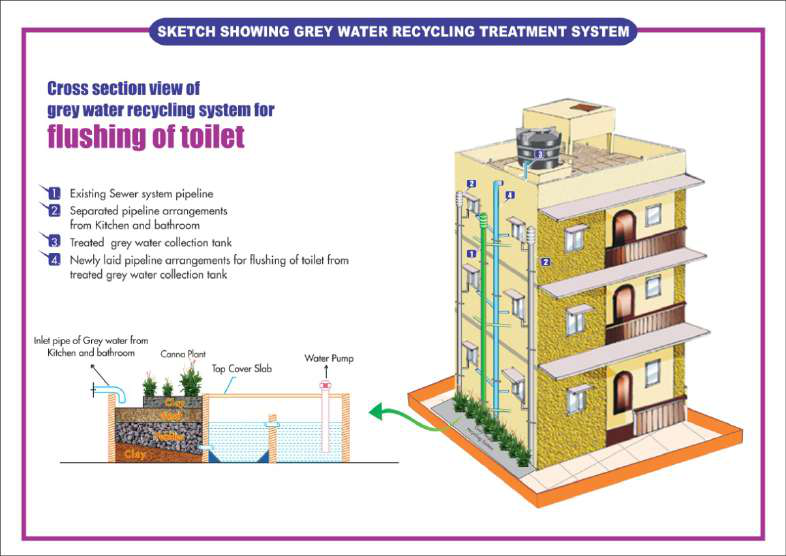 SKETCH SHOWING GREY WATER RECYCLING TREATMENT SYSTEM
Cross section view of
grey water recycling system for
flushing of toilet
1 Existing Sewer system pipeline
2 Separated pipeline arrangements
from Kitchen and bathroom
3 Treated grey water collection tank
4 Newly laid pipeline arrangements for flushing of toilet from
treated grey water collection tank
Inlet pipe of Grey water from
Kitchen and bathroom
Canna Plant
Top Cover Slab
Water Pump
Clay
Clay
3
2
4
1
2